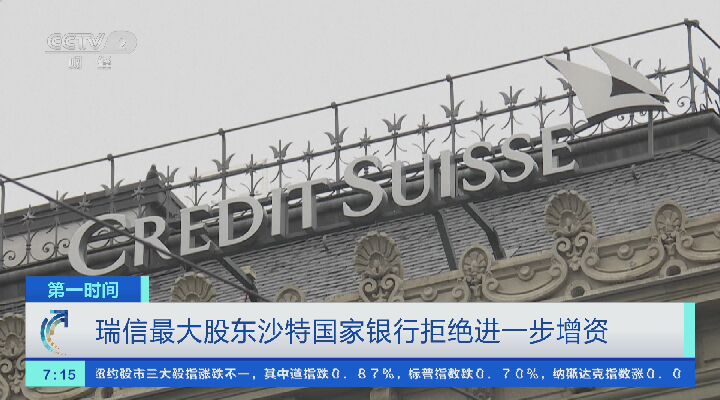 CCTV 2
财经
CREDIT SUISSE
第一时间
瑞信最大股东沙特国家银行拒绝进一步增资
7:15 纽约股市三大股指涨跌不一，其中道指跌0.87%，标普指数跌0.70%，纳斯达克指数涨0.0